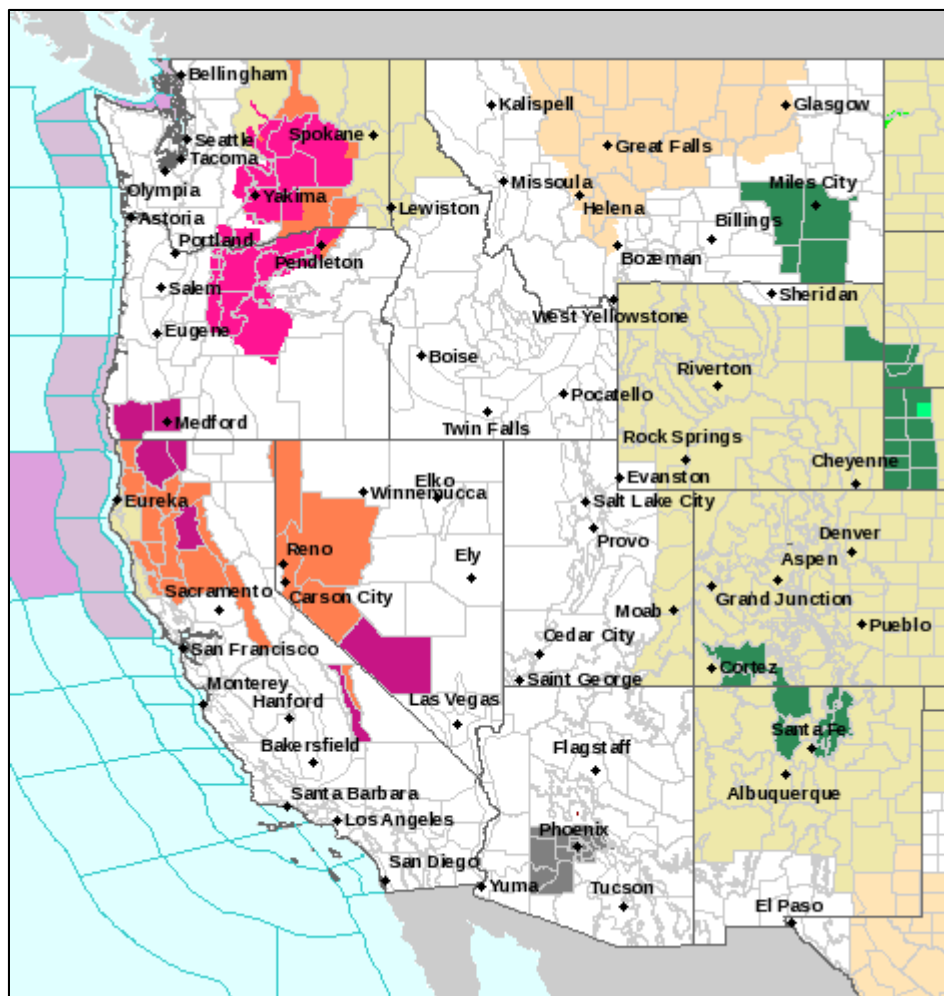 Bellingham
Kalispell
Glasgow
Seattle
Spokane
Great Falls
Tacoma
Olympia
Missoula
Miles City
Yakima
Helena
Lewiston
Astoria
Billings
Portland
Pendleton
Bozeman
Salem
Sheridan
West Yellowstone
Eugene
Boise
Riverton
Pocatello
Medford
Twin Falls
Rock Springs
Cheyenne
Evanston
Elko
Eureka
Winnemucca
Salt Lake City
Provo
Denver
Reno
Ely
Aspen
Sacramento
Carson City
Grand Junction
Moab
Pueblo
Cedar City
San Francisco
Cortez
Saint George
Monterey
Hanford
Las Vegas
Santa Fe
Bakersfield
Flagstaff
Albuquerque
Santa Barbara
Los Angeles
Phoenix
San Diego
Yuma
Tucson
El Paso